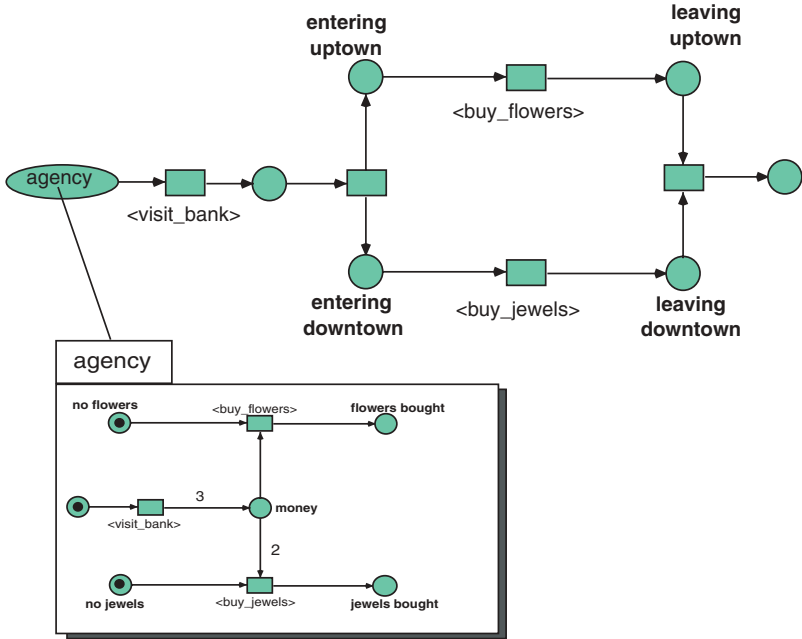 entering
uptown
leaving
uptown
<buy_flowers>
agency
<visit_bank>
entering
downtown
<buy_jewels>
leaving
downtown
agency
no flowers
<buy_flowers>
flowers bought
3
money
<visit_bank>
2
no jewels
<buy_jewels>
jewels bought